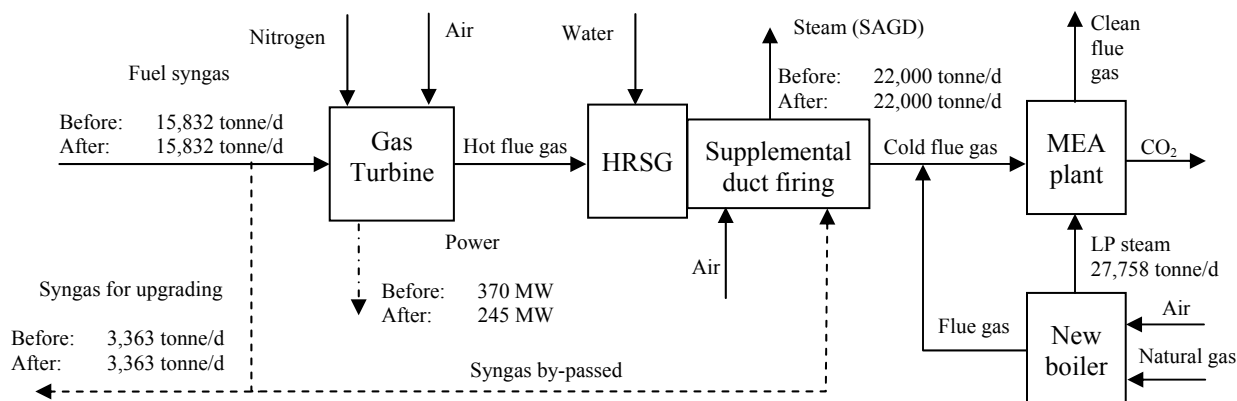 Nitrogen
Air
Water
Steam (SAGD)
Clean
flue
gas
Fuel syngas
Before: 15,832 tonne/d
After: 15,832 tonne/d
Before: 22,000 tonne/d
After: 22,000 tonne/d
Gas
Turbine
Hot flue gas
HRSG
Supplemental
duct firing
Cold flue gas
MEA
plant
CO₂
Power
Before: 370 MW
After: 245 MW
Air
LP steam
27,758 tonne/d
Syngas for upgrading
Before: 3,363 tonne/d
After: 3,363 tonne/d
Syngas by-passed
Flue gas
New
boiler
Air
Natural gas